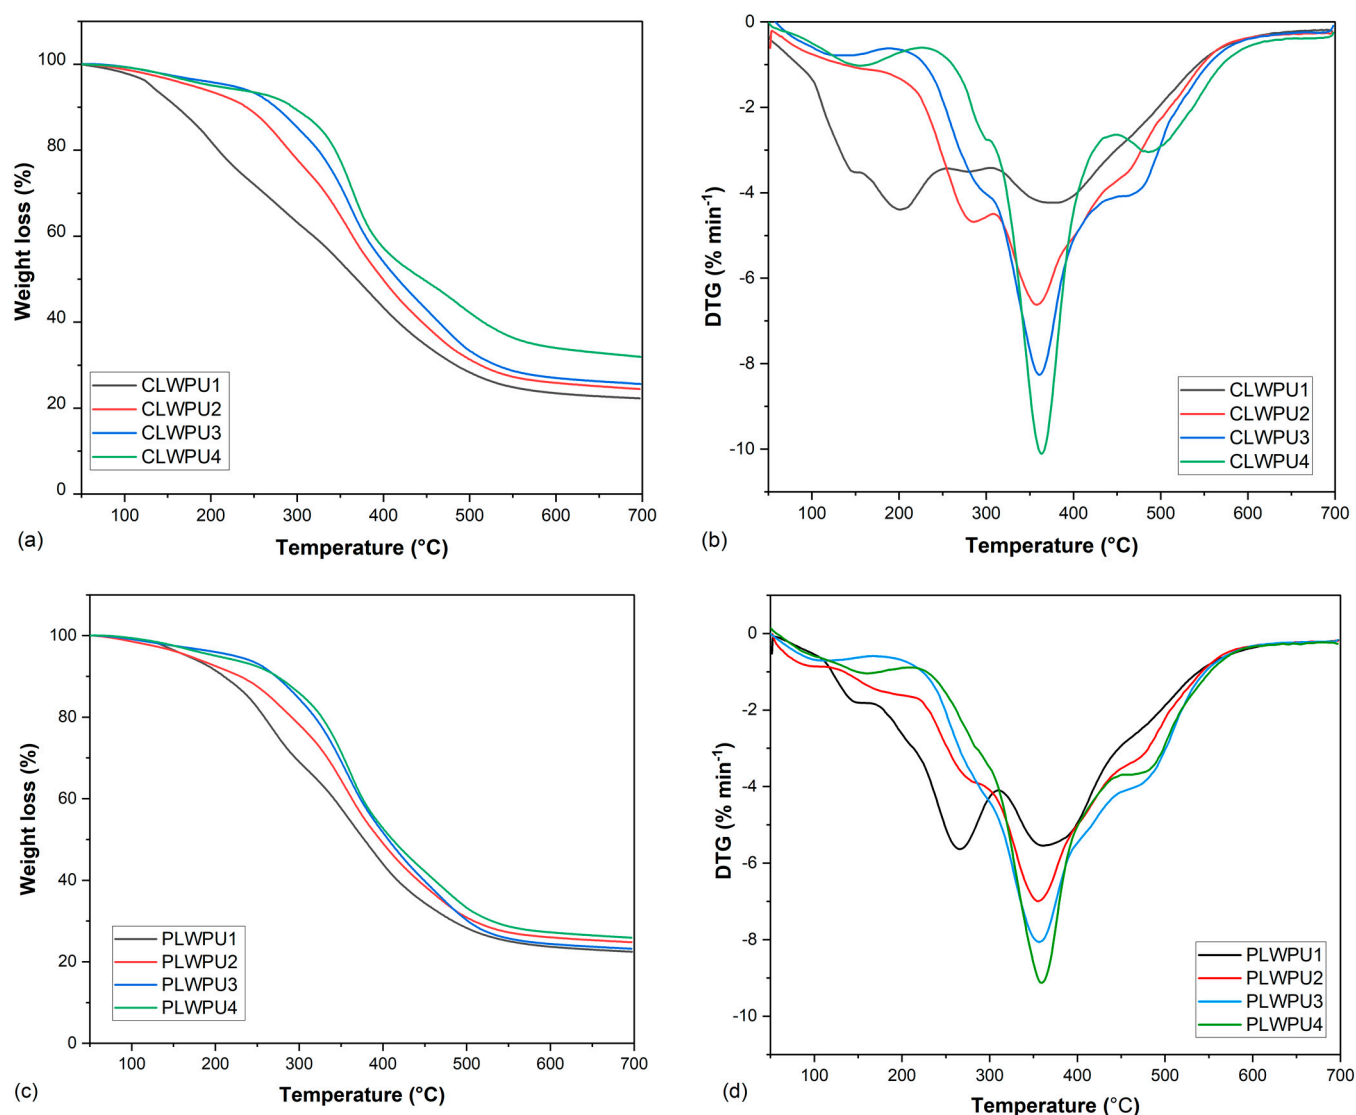 100
80
60
40
20
0
Weight loss (%)
CLWPU1
CLWPU2
CLWPU3
CLWPU4
100 200 300 400 500 600 700
Temperature (°C)
(a)
0
-2
-4
-6
-8
-10
DTG (% min⁻¹)
CLWPU1
CLWPU2
CLWPU3
CLWPU4
100 200 300 400 500 600 700
Temperature (°C)
(b)
100
80
60
40
20
0
Weight loss (%)
PLWPU1
PLWPU2
PLWPU3
PLWPU4
100 200 300 400 500 600 700
Temperature (°C)
(c)
0
-2
-4
-6
-8
-10
DTG (% min⁻¹)
PLWPU1
PLWPU2
PLWPU3
PLWPU4
100 200 300 400 500 600 700
Temperature (°C)
(d)